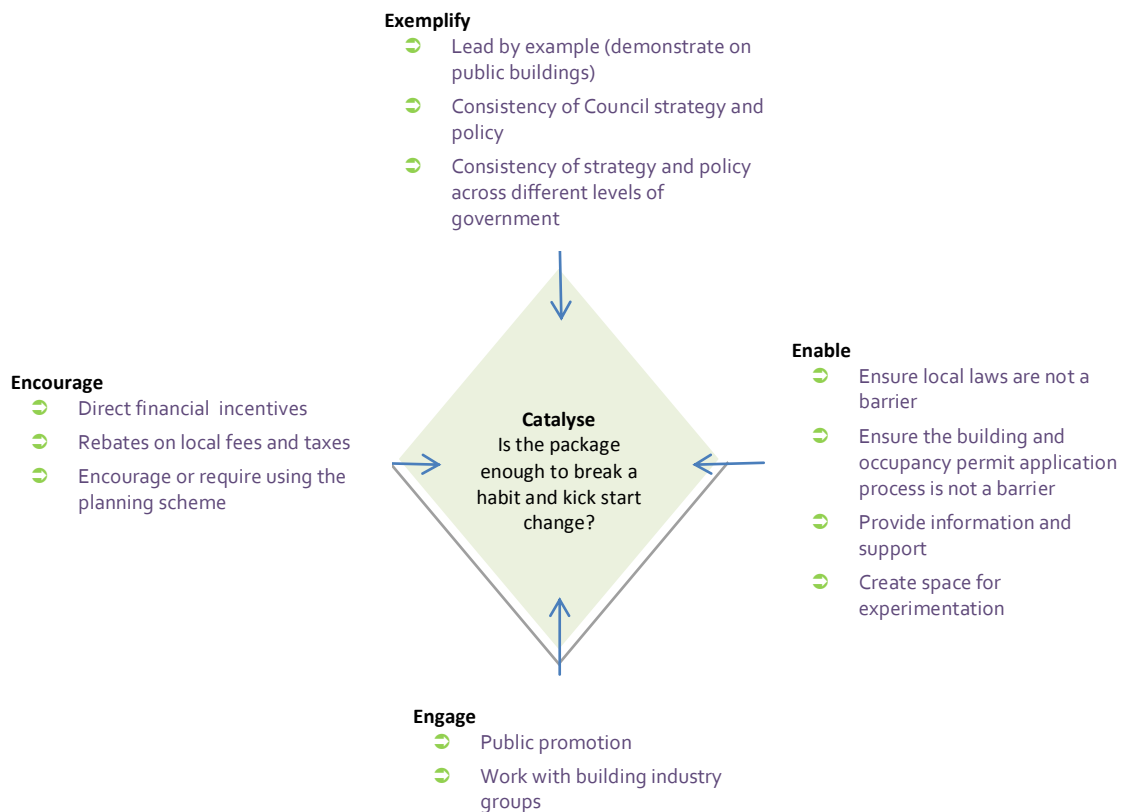 Exemplify
Lead by example (demonstrate on
public buildings)
Consistency of Council strategy and
policy
Consistency of strategy and policy
across different levels of
government
Encourage
Direct financial incentives
Rebates on local fees and taxes
Encourage or require using the
planning scheme
Catalyse
Is the package
enough to break a
habit and kick start
change?
Enable
Ensure local laws are not a
barrier
Ensure the building and
occupancy permit application
process is not a barrier
Provide information and
support
Create space for
experimentation
Engage
Public promotion
Work with building industry
groups